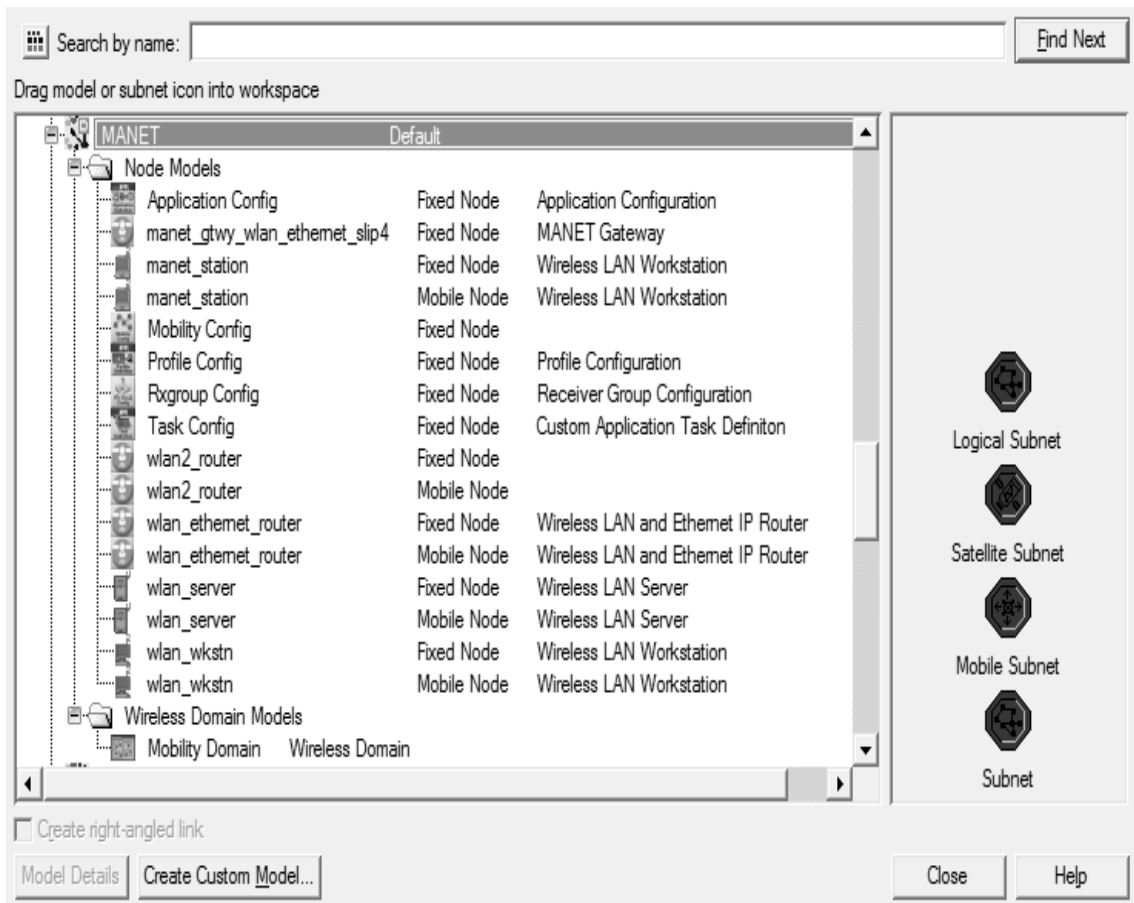 Search by name:
Find Next
Drag model or subnet icon into workspace
MANET Default
Node Models
Application Config Fixed Node Application Configuration
manet_gtwy_wlan_ethernet_slip4 Fixed Node MANET Gateway
manet_station Fixed Node Wireless LAN Workstation
manet_station Mobile Node Wireless LAN Workstation
Mobility Config Fixed Node
Profile Config Fixed Node Profile Configuration
Rxgroup Config Fixed Node Receiver Group Configuration
Task Config Fixed Node Custom Application Task Definiton
wlan2_router Fixed Node
wlan2_router Mobile Node
wlan_ethernet_router Fixed Node Wireless LAN and Ethernet IP Router
wlan_ethernet_router Mobile Node Wireless LAN and Ethernet IP Router
wlan_server Fixed Node Wireless LAN Server
wlan_server Mobile Node Wireless LAN Server
wlan_wkstn Fixed Node Wireless LAN Workstation
wlan_wkstn Mobile Node Wireless LAN Workstation
Wireless Domain Models
Mobility Domain Wireless Domain
Logical Subnet
Satellite Subnet
Mobile Subnet
Subnet
Create right-angled link
Model Details
Create Custom Model...
Close
Help